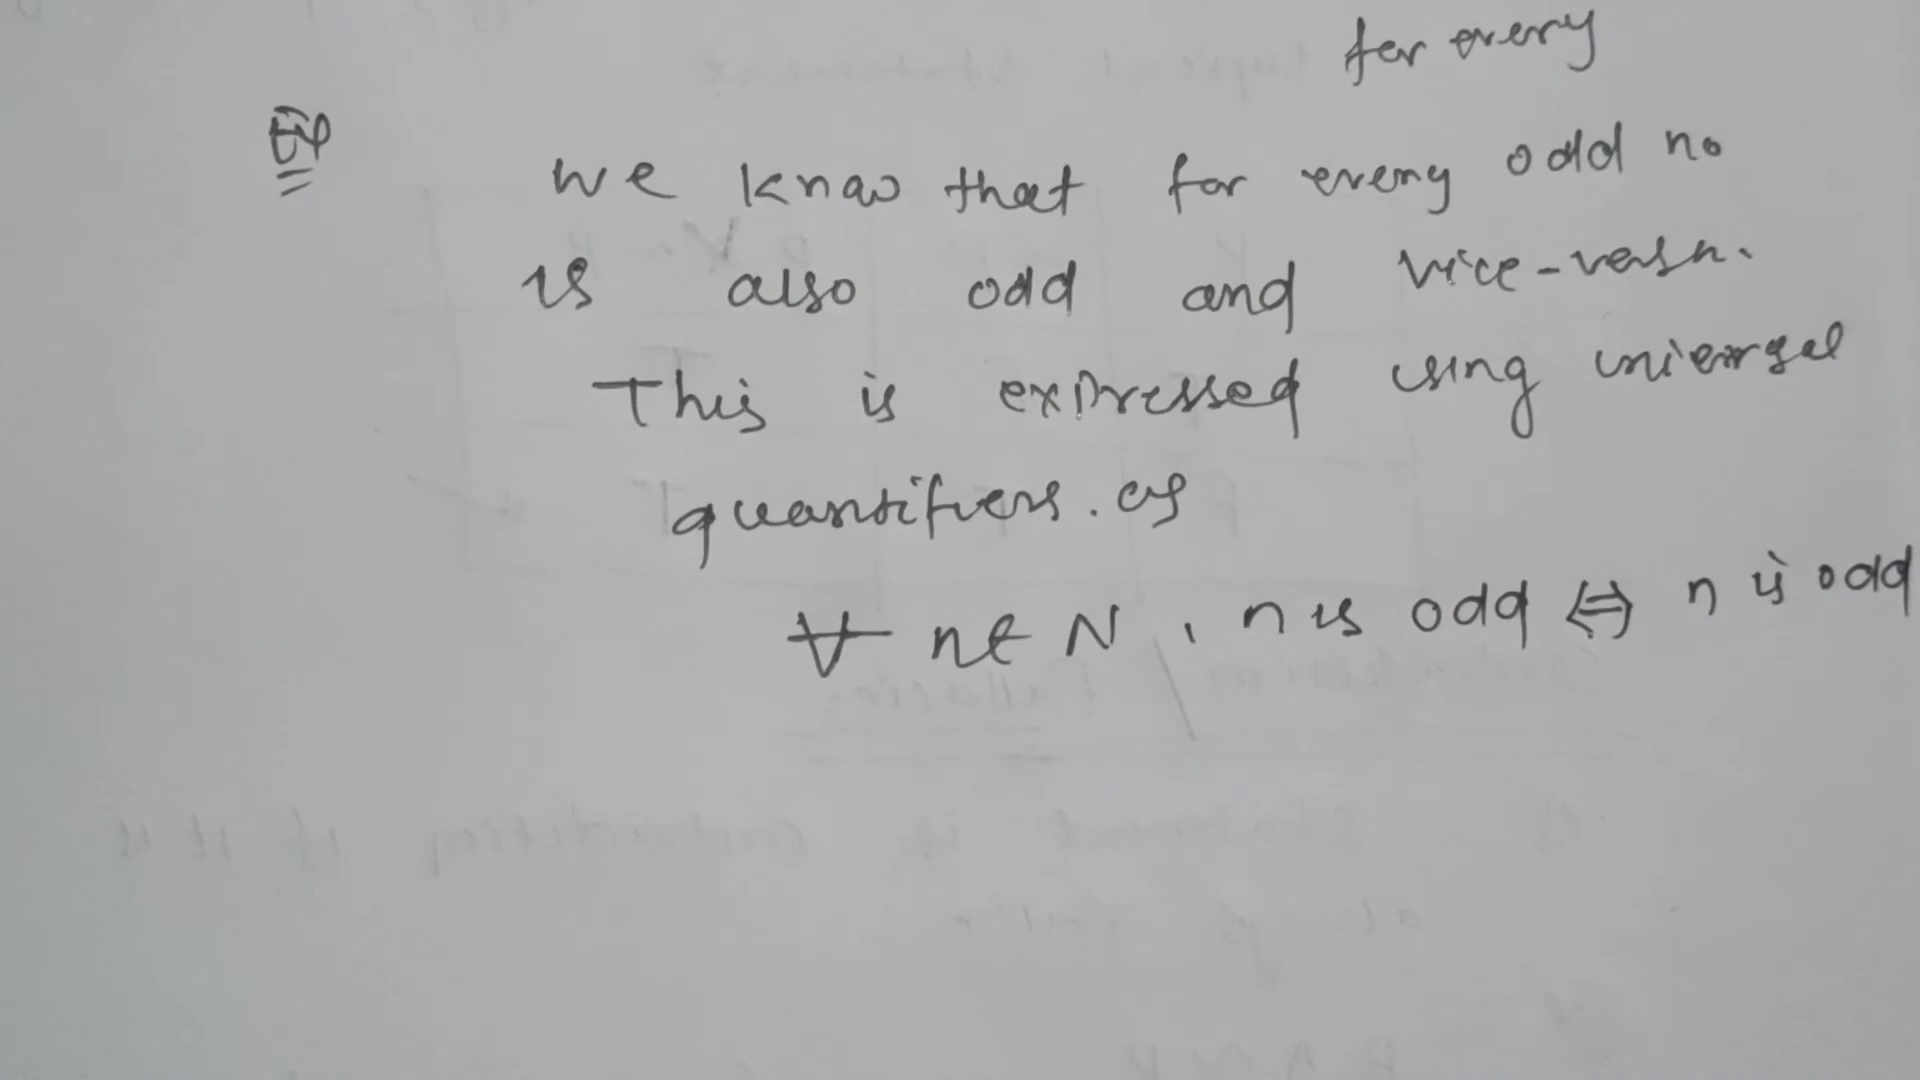 for every
Exp
we know that for every odd no
is also odd and vice-versa.
This is expressed using universal
quantifiers. as
∀ n ∈ N, n is odd ⇔ n is odd